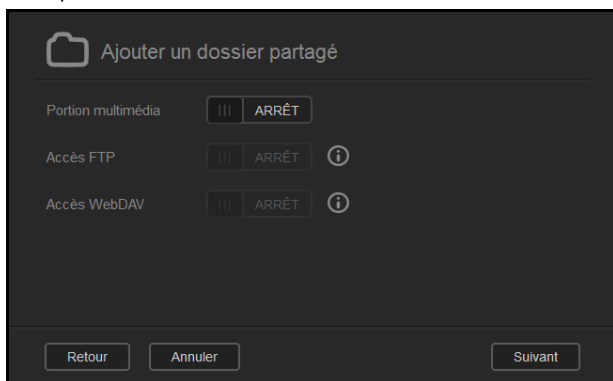 Ajouter un dossier partagé
Portion multimédia ARRÊT
Accès FTP ARRÊT
Accès WebDAV ARRÊT
Retour Annuler Suivant